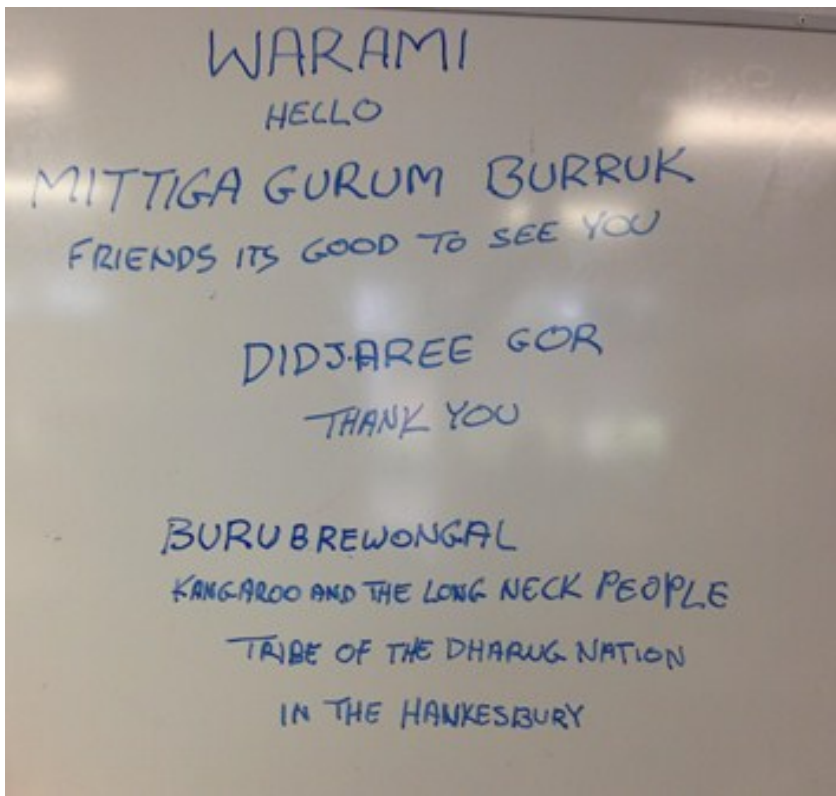 WARAMI
HELLO
MITTIGA GURUM BURRUK
FRIENDS ITS GOOD TO SEE YOU
DIDJAREE GOR
THANK YOU
BURUBREWONGAL
KANGAROO AND THE LONG NECK PEOPLE
TRIBE OF THE DHARUG NATION
IN THE HANKESBURY